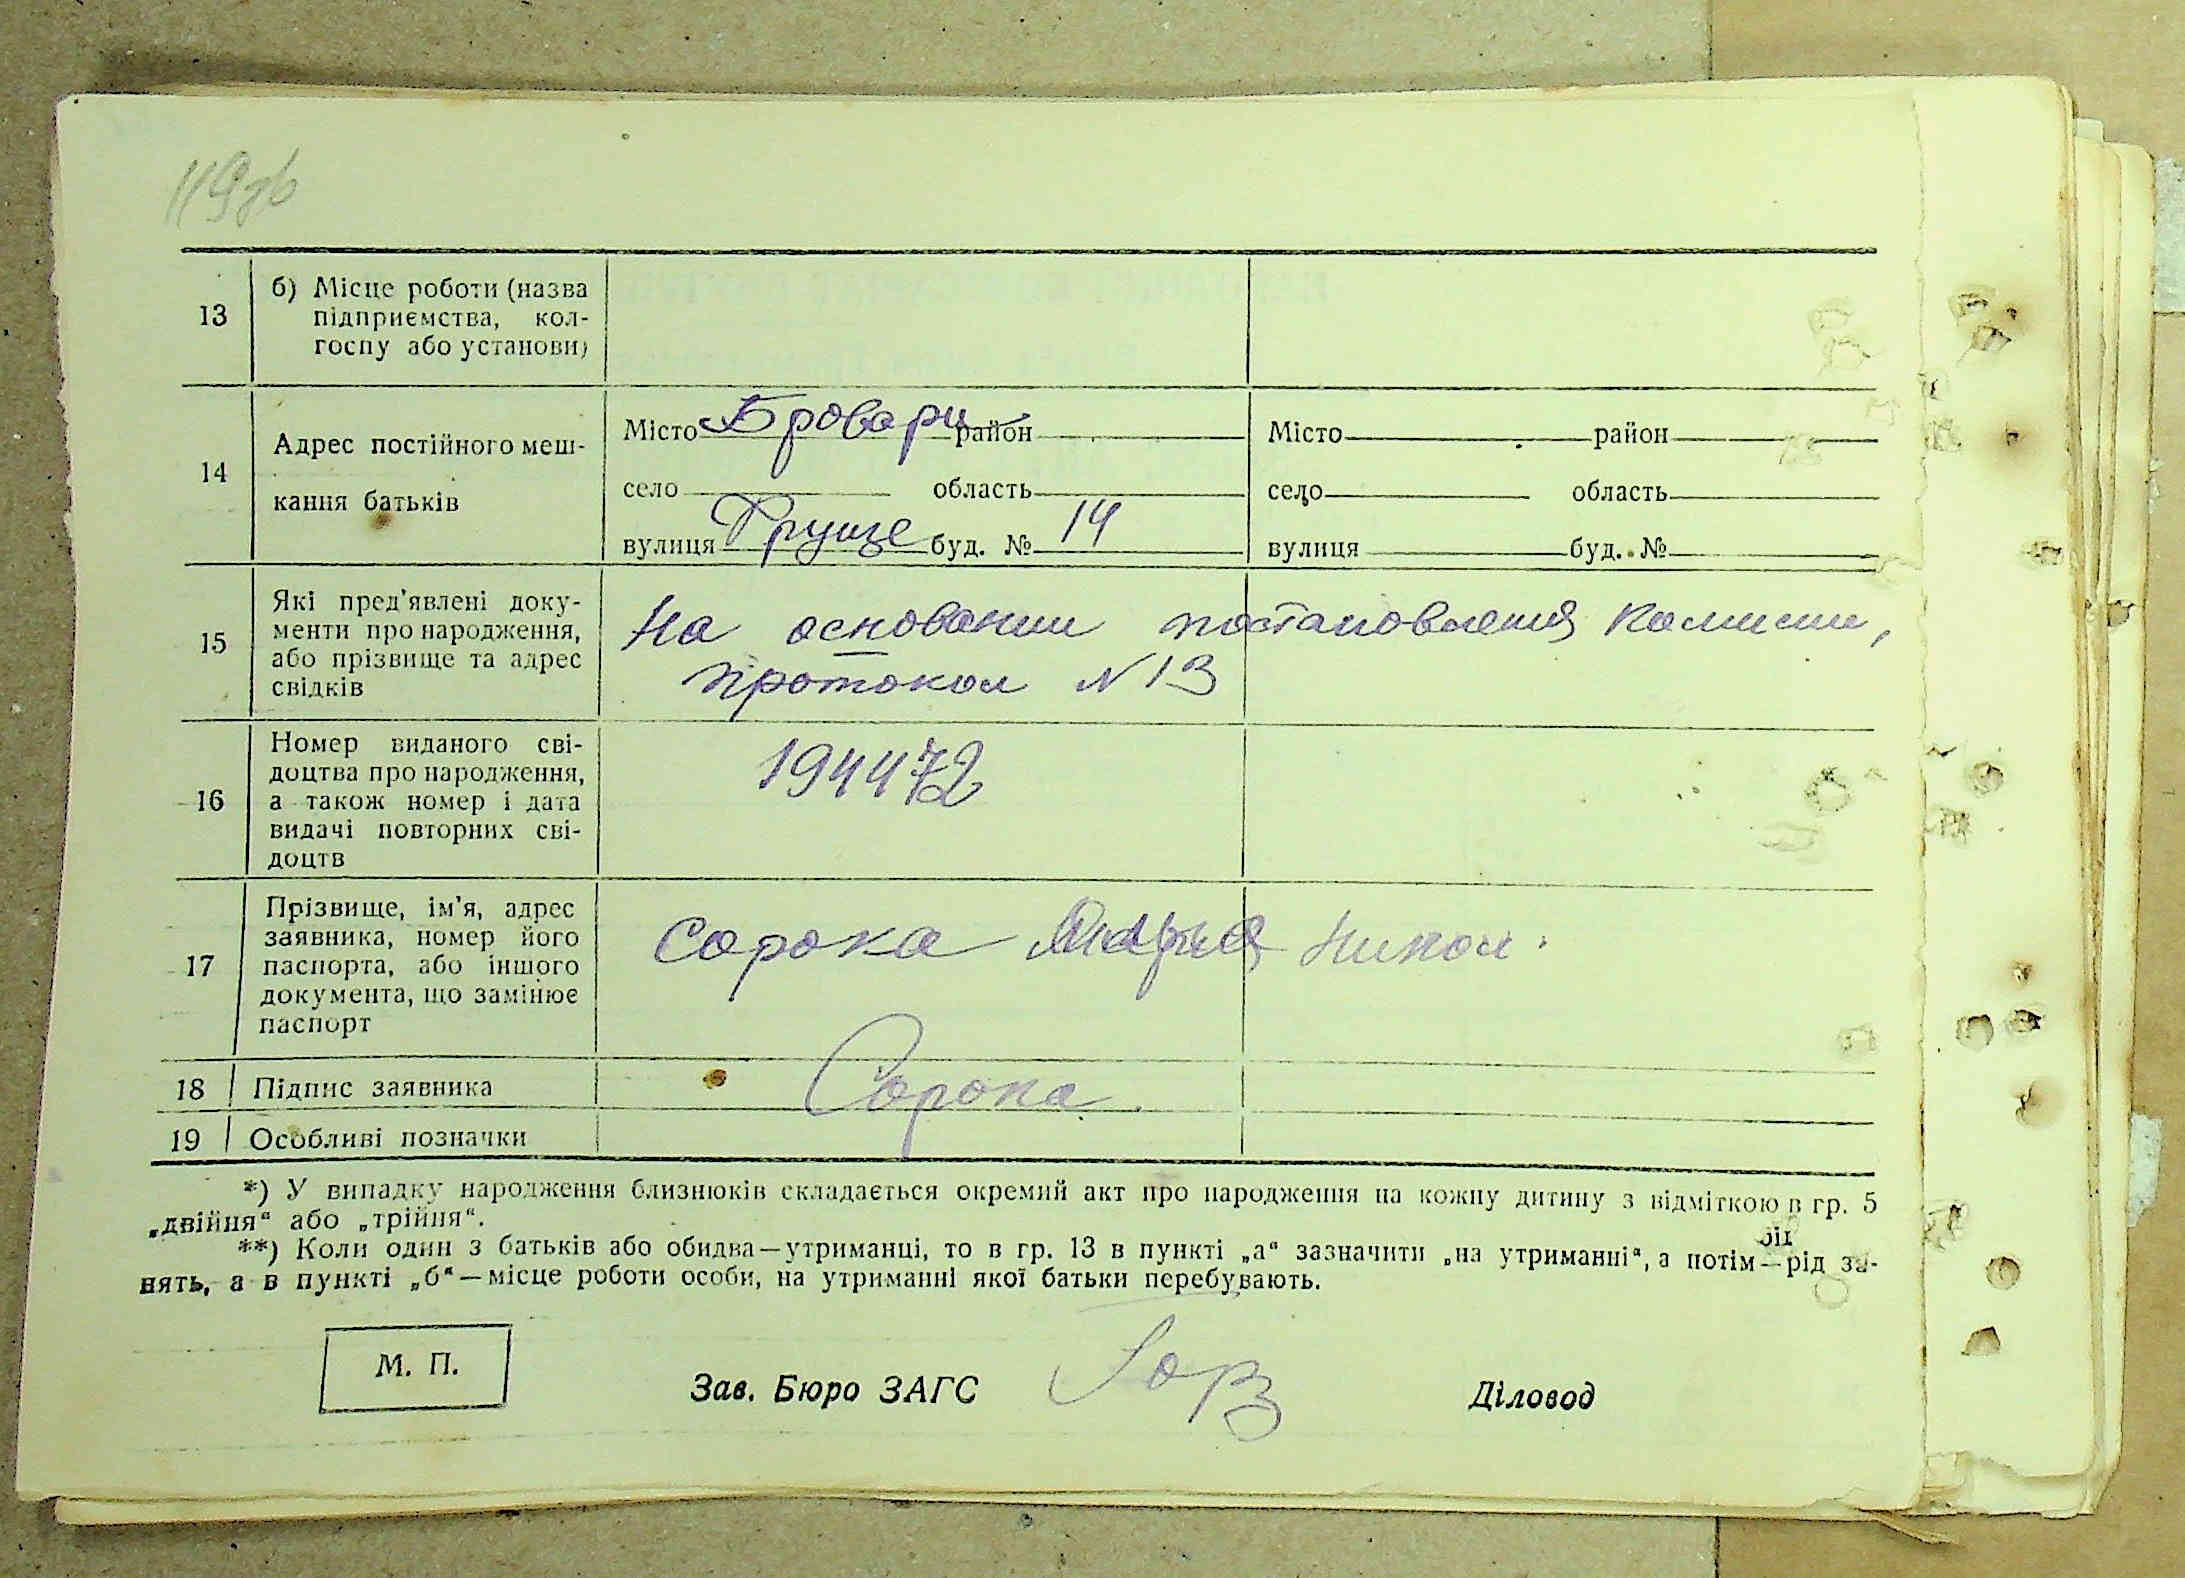 119зв
13 б) Місце роботи (назва
підприємства, кол-
госпу або установи)
14 Адрес постійного меш-
кання батьків
Місто Бровари район
село область
вулиця Фрунзе буд. № 14
Місто район
село область
вулиця буд. №
15 Які пред'явлені доку-
менти про народження,
або прізвище та адрес
свідків
На основании постановления комиссии,
протокол N 13
16 Номер виданого сві-
доцтва про народження,
а також номер і дата
видачі повторних сві-
доцтв
194472
17 Прізвище, ім'я, адрес
заявника, номер його
паспорта, або іншого
документа, що замінює
паспорт
Сорока Никол.
18 Підпис заявника
Сорока
19 Особливі позначки
*) У випадку народження близнюків складається окремий акт про народження на кожну дитину з відміткою в гр. 5
„двійня“ або „трійня“.
**) Коли один з батьків або обидва—утриманці, то в гр. 13 в пункті „а“ зазначити „на утриманні“, а потім—рід за-
нять, а в пункті „б“—місце роботи особи, на утриманні якої батьки перебувають.
М. П.
Зав. Бюро ЗАГС
Діловод